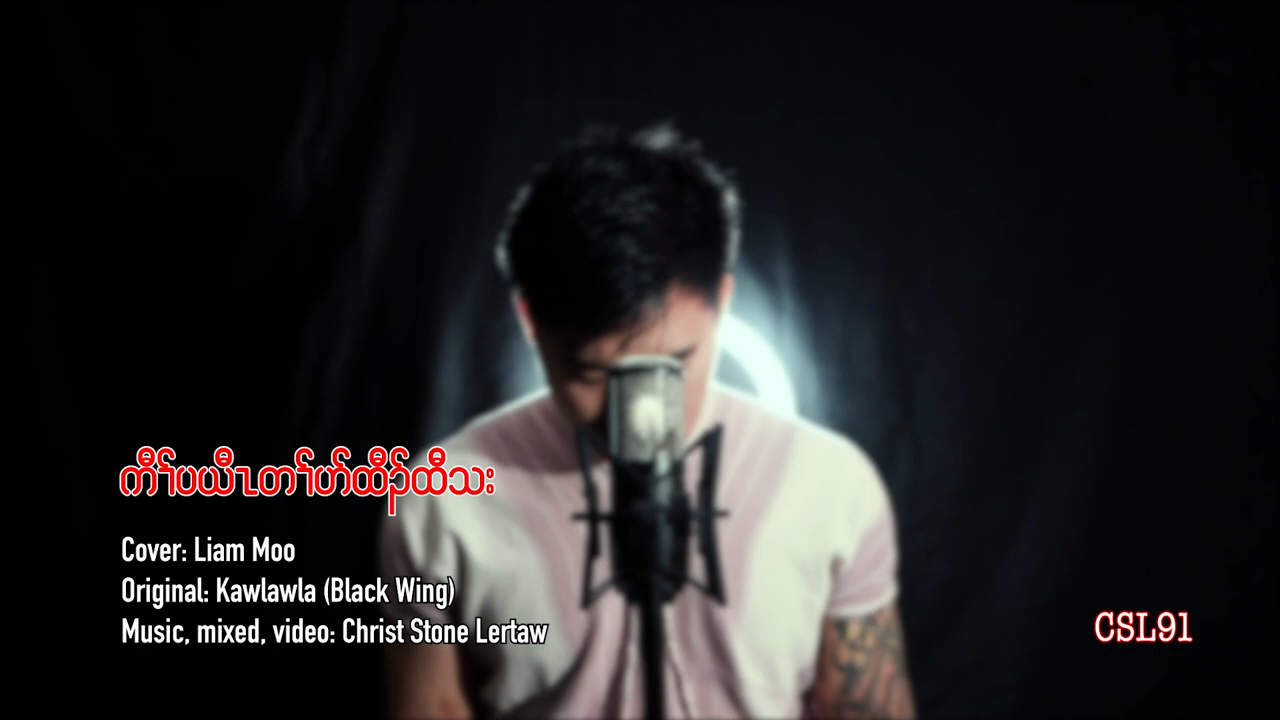 ကီၢ်ပယီၤတၢ်ဟ်ထီၣ်ထီသး
Cover: Liam Moo
Original: Kawlawla (Black Wing)
Music, mixed, video: Christ Stone Lertaw
CSL91